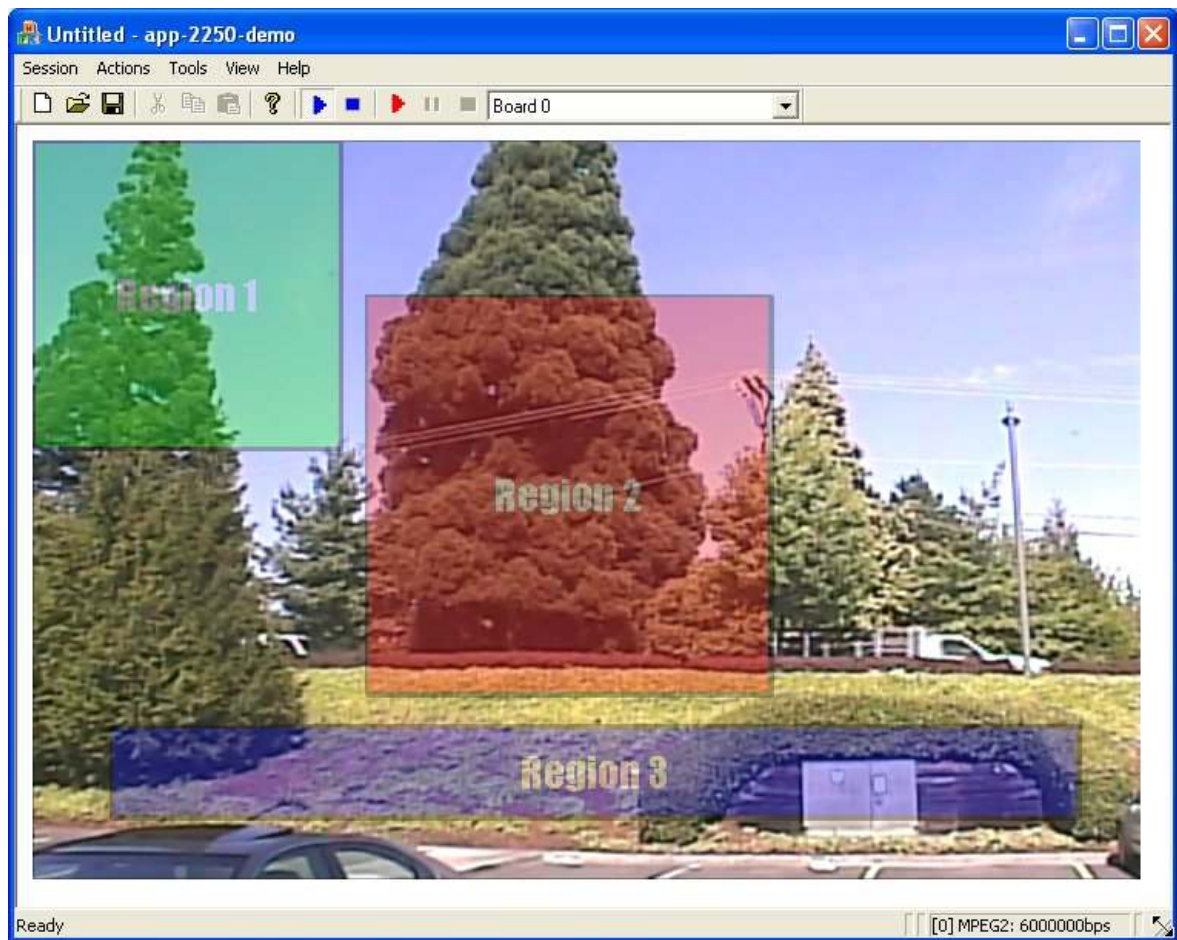 Untitled - app-2250-demo
Session Actions Tools View Help
Board 0
Region 1
Region 2
Region 3
Ready [0] MPEG2: 6000000bps